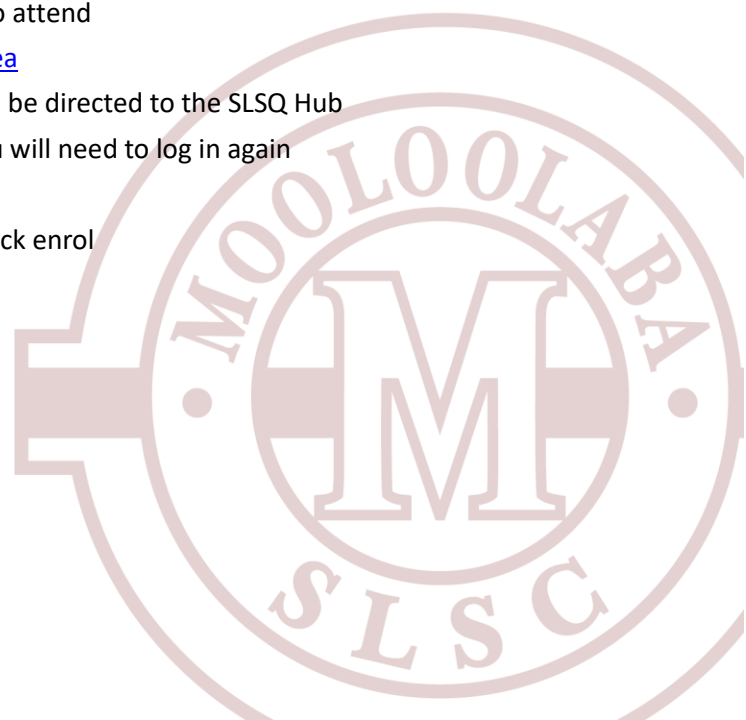 o attend
ea
be directed to the SLSQ Hub
will need to log in again
ck enrol
MOOLOOLABA
M
SLSC